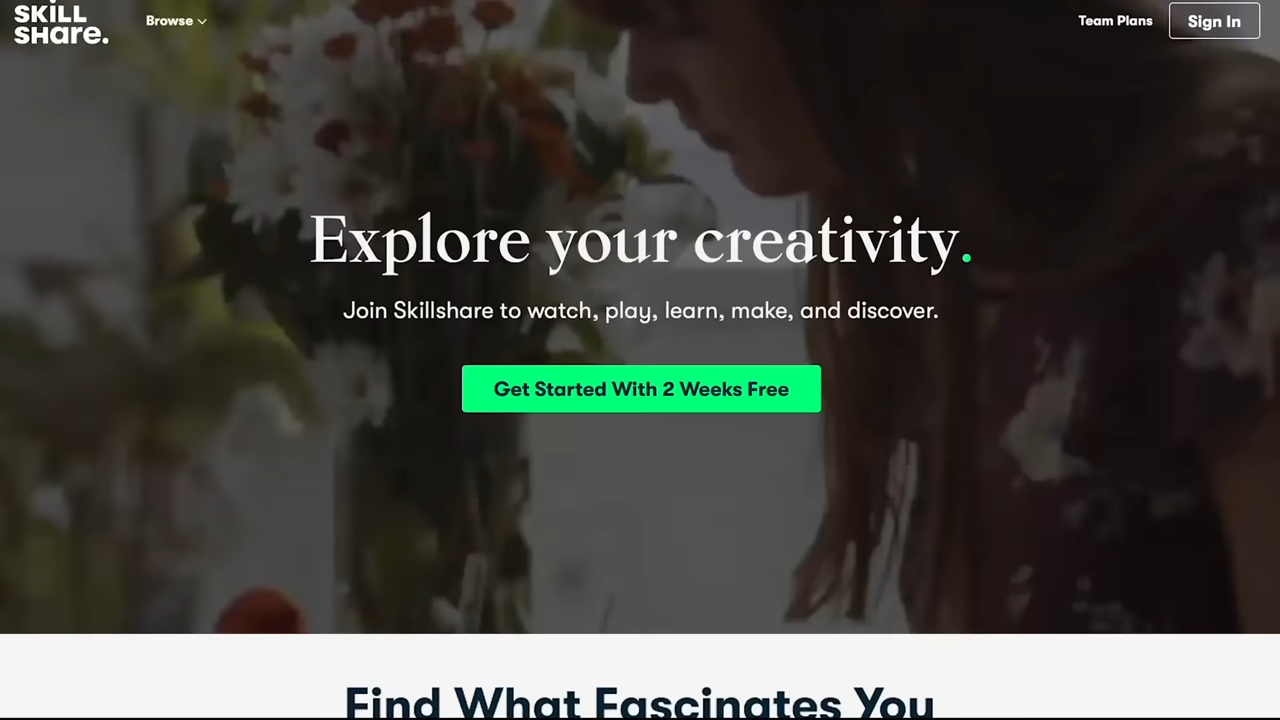 SKiLL
SHare.
Browse
Team Plans
Sign In
Explore your creativity.
Join Skillshare to watch, play, learn, make, and discover.
Get Started With 2 Weeks Free
Find What Fascinates You